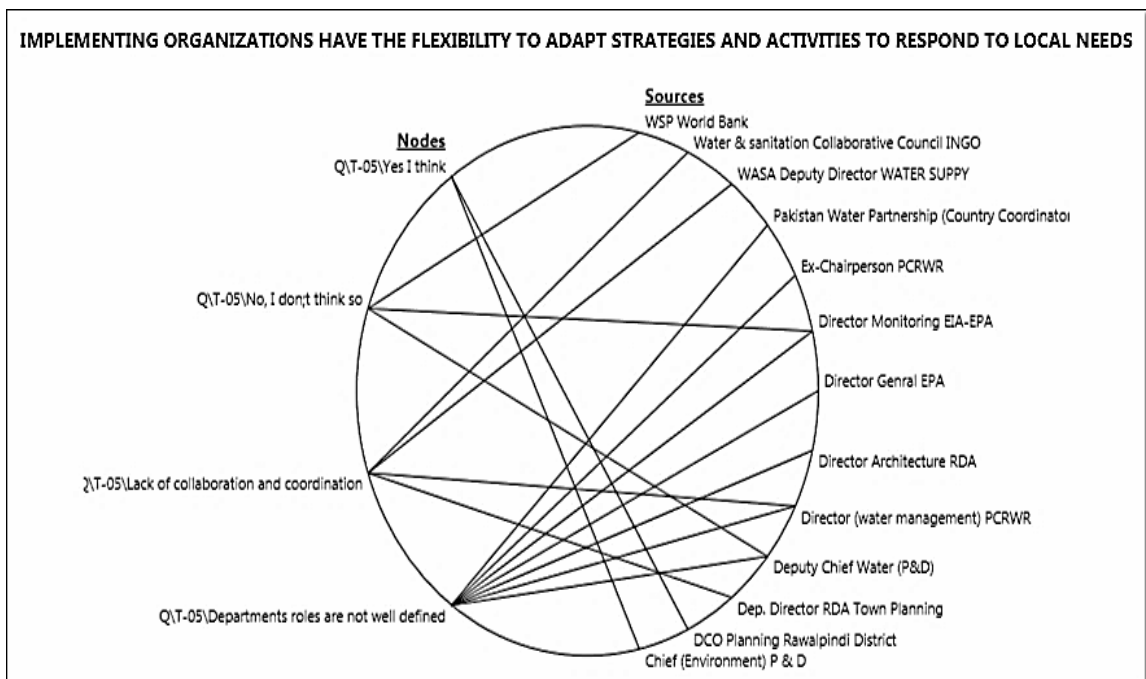 IMPLEMENTING ORGANIZATIONS HAVE THE FLEXIBILITY TO ADAPT STRATEGIES AND ACTIVITIES TO RESPOND TO LOCAL NEEDS
Sources
WSP World Bank
Nodes
Water & sanitation Collaborative Council INGO
Q\T-05\Yes I think
WASA Deputy Director WATER SUPPY
Pakistan Water Partnership (Country Coordinator
Ex-Chairperson PCRWR
Q\T-05\No, I don;t think so
Director Monitoring EIA-EPA
Director Genral EPA
Director Architecture RDA
Q\T-05\Lack of collaboration and coordination
Director (water management) PCRWR
Deputy Chief Water (P&D)
Dep. Director RDA Town Planning
Q\T-05\Departments roles are not well defined
DCO Planning Rawalpindi District
Chief (Environment) P & D